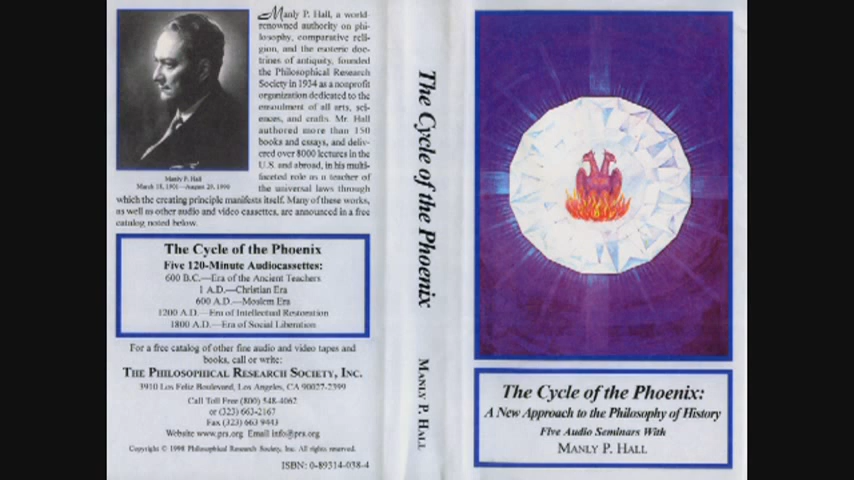 Manly P. Hall, a world-
renowned authority on phi-
losophy, comparative reli-
gion, and the esoteric doc-
trines of antiquity, founded
the Philosophical Research
Society in 1934 as a nonprofit
organization dedicated to the
ensoulment of all arts, sci-
ences, and crafts. Mr. Hall
authored more than 150
books and essays, and deliv-
ered over 8000 lectures in the
U.S. and abroad, in his multi-
faceted role as a teacher of
the universal laws through
which the creating principle manifests itself. Many of these works,
as well as other audio and video cassettes, are announced in a free
catalog noted below.
Manly P. Hall
March 18, 1901—August 29, 1990
The Cycle of the Phoenix
Five 120-Minute Audiocassettes:
600 B.C.—Era of the Ancient Teachers
1 A.D.—Christian Era
600 A.D.—Moslem Era
1200 A.D.—Era of Intellectual Restoration
1800 A.D.—Era of Social Liberation
For a free catalog of other fine audio and video tapes and
books, call or write:
THE PHILOSOPHICAL RESEARCH SOCIETY, INC.
3910 Los Feliz Boulevard, Los Angeles, CA 90027-2399
Call Toll Free (800) 548-4062
or (323) 663-2167
Fax (323) 663 9443
Website www.prs.org Email info@prs.org
Copyright © 1998 Philosophical Research Society, Inc. All rights reserved.
ISBN: 0-89314-038-4
The Cycle of the Phoenix
MANLY P. HALL
The Cycle of the Phoenix:
A New Approach to the Philosophy of History
Five Audio Seminars With
MANLY P. HALL